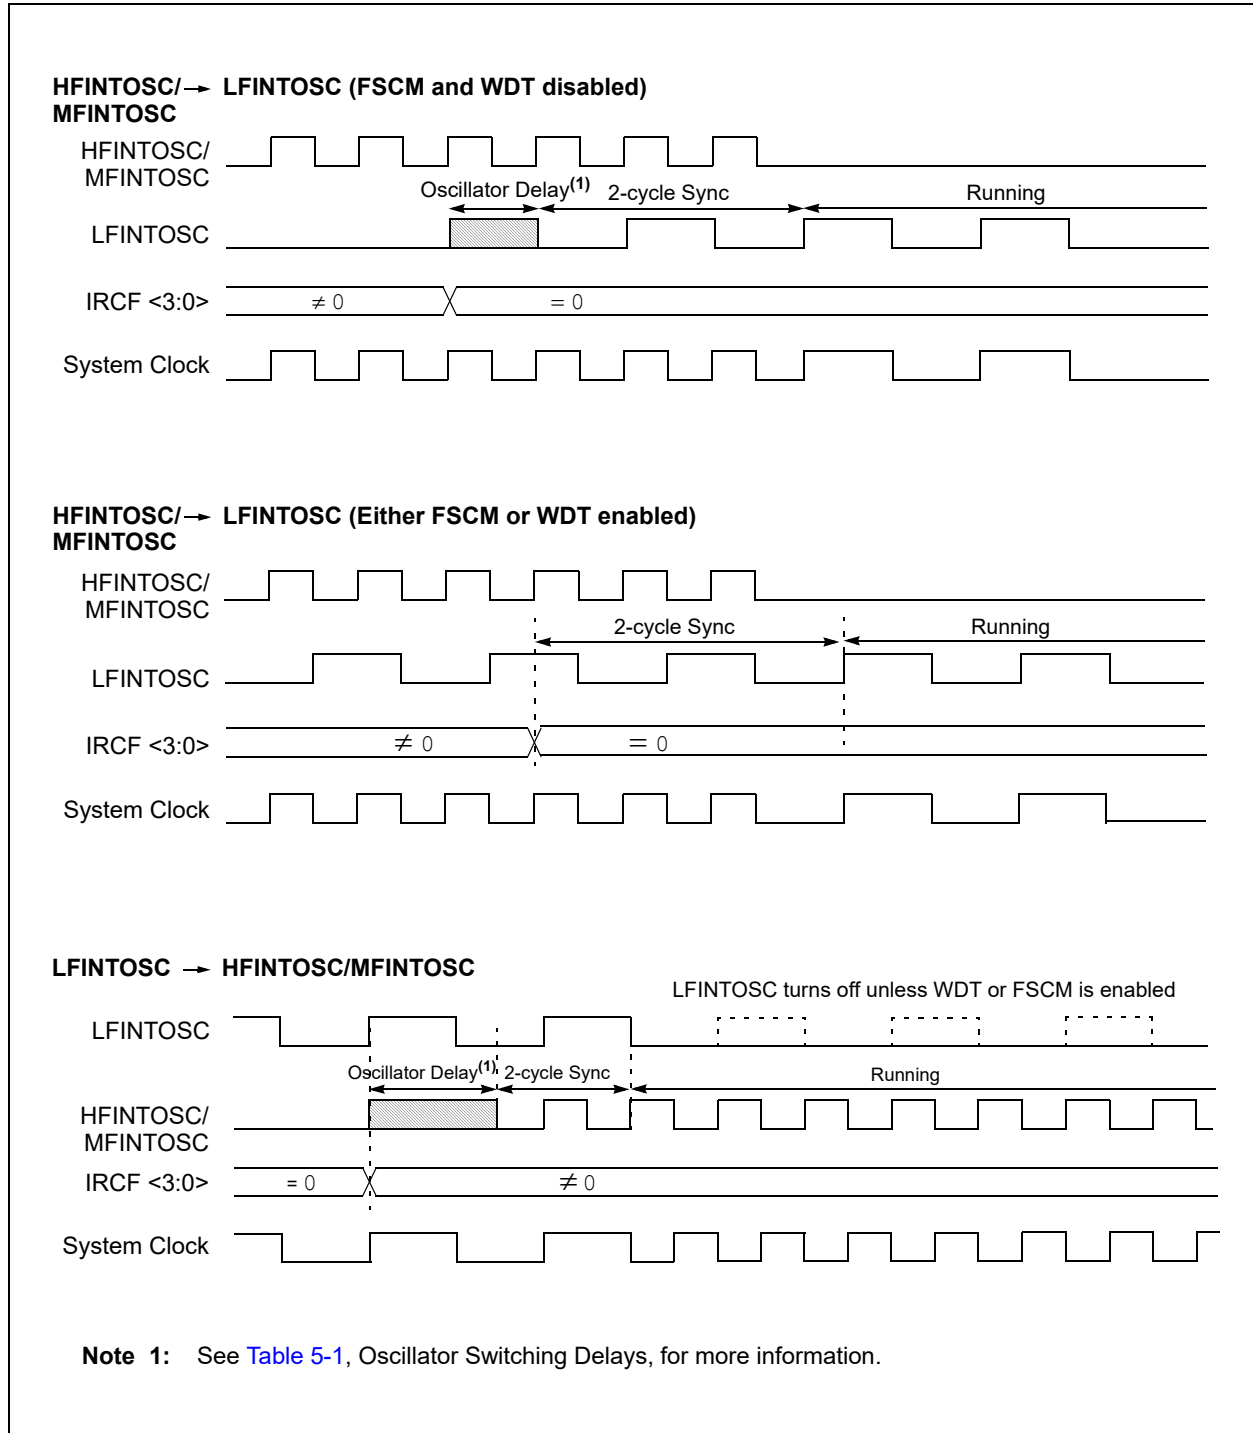 HFINTOSC/→ LFINTOSC (FSCM and WDT disabled)
MFINTOSC
HFINTOSC/
MFINTOSC
Oscillator Delay(1) 2-cycle Sync Running
LFINTOSC
IRCF <3:0> ≠ 0 = 0
System Clock
HFINTOSC/→ LFINTOSC (Either FSCM or WDT enabled)
MFINTOSC
HFINTOSC/
MFINTOSC
2-cycle Sync Running
LFINTOSC
IRCF <3:0> ≠ 0 = 0
System Clock
LFINTOSC → HFINTOSC/MFINTOSC
LFINTOSC turns off unless WDT or FSCM is enabled
LFINTOSC
Oscillator Delay(1) 2-cycle Sync Running
HFINTOSC/
MFINTOSC
IRCF <3:0> = 0 ≠ 0
System Clock
Note 1: See Table 5-1, Oscillator Switching Delays, for more information.